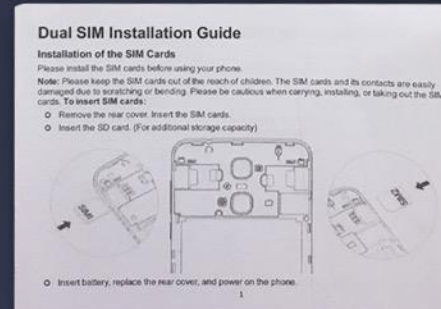 Dual SIM Installation Guide
Installation of the SIM Cards
Please install the SIM cards before using your phone.
Note: Please keep the SIM cards out of the reach of children. The SIM cards and its contacts are easily
damaged due to scratching or bending. Please be cautious when carrying, installing, or taking out the SIM
cards. To insert SIM cards:
Remove the rear cover. Insert the SIM cards.
Insert the SD card. (For additional storage capacity)
SIM1
SIM2
Insert battery, replace the rear cover, and power on the phone.
1